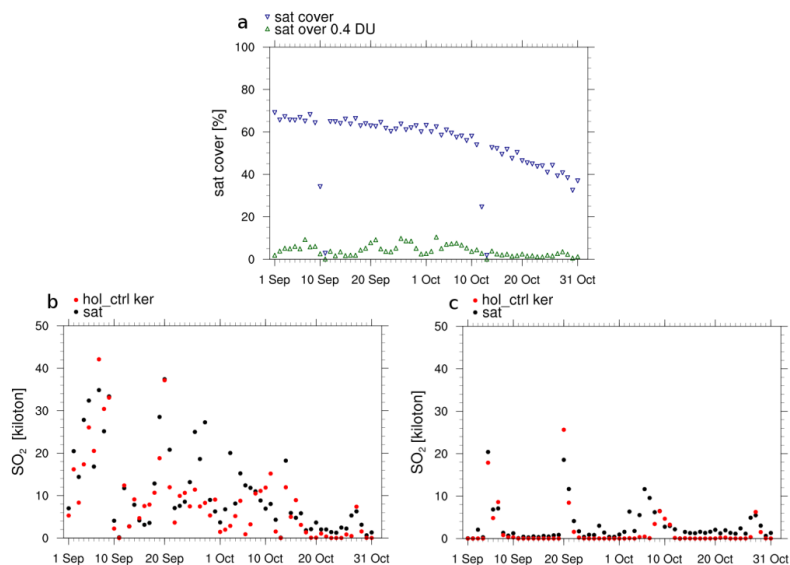 a
sat cover
sat over 0.4 DU
100
80
60
40
20
0
sat cover [%]
1 Sep 10 Sep 20 Sep 1 Oct 10 Oct 20 Oct 31 Oct
b
hol_ctrl ker
sat
50
40
30
20
10
0
SO2 [kiloton]
1 Sep 10 Sep 20 Sep 1 Oct 10 Oct 20 Oct 31 Oct
c
hol_ctrl ker
sat
50
40
30
20
10
0
SO2 [kiloton]
1 Sep 10 Sep 20 Sep 1 Oct 10 Oct 20 Oct 31 Oct